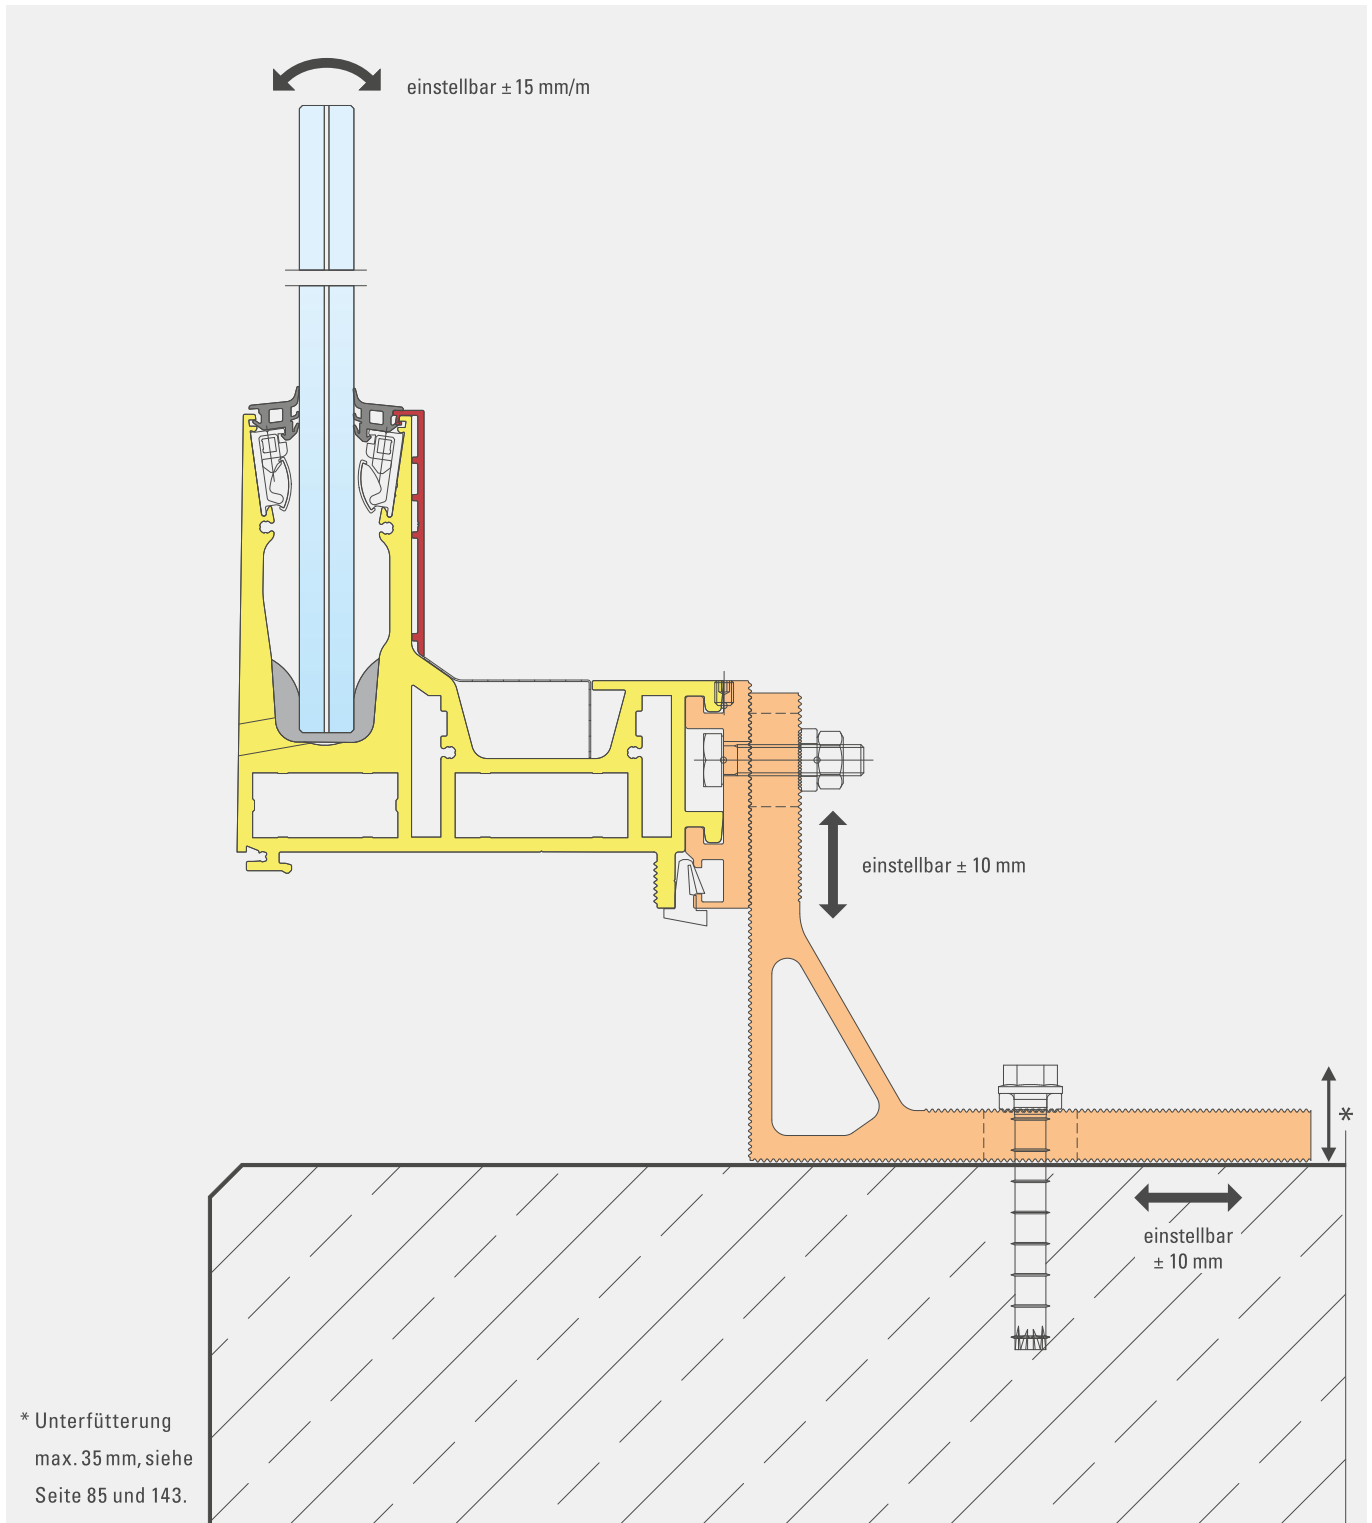 einstellbar ± 15 mm/m
einstellbar ± 10 mm
*
einstellbar
± 10 mm
* Unterfütterung
max. 35 mm, siehe
Seite 85 und 143.